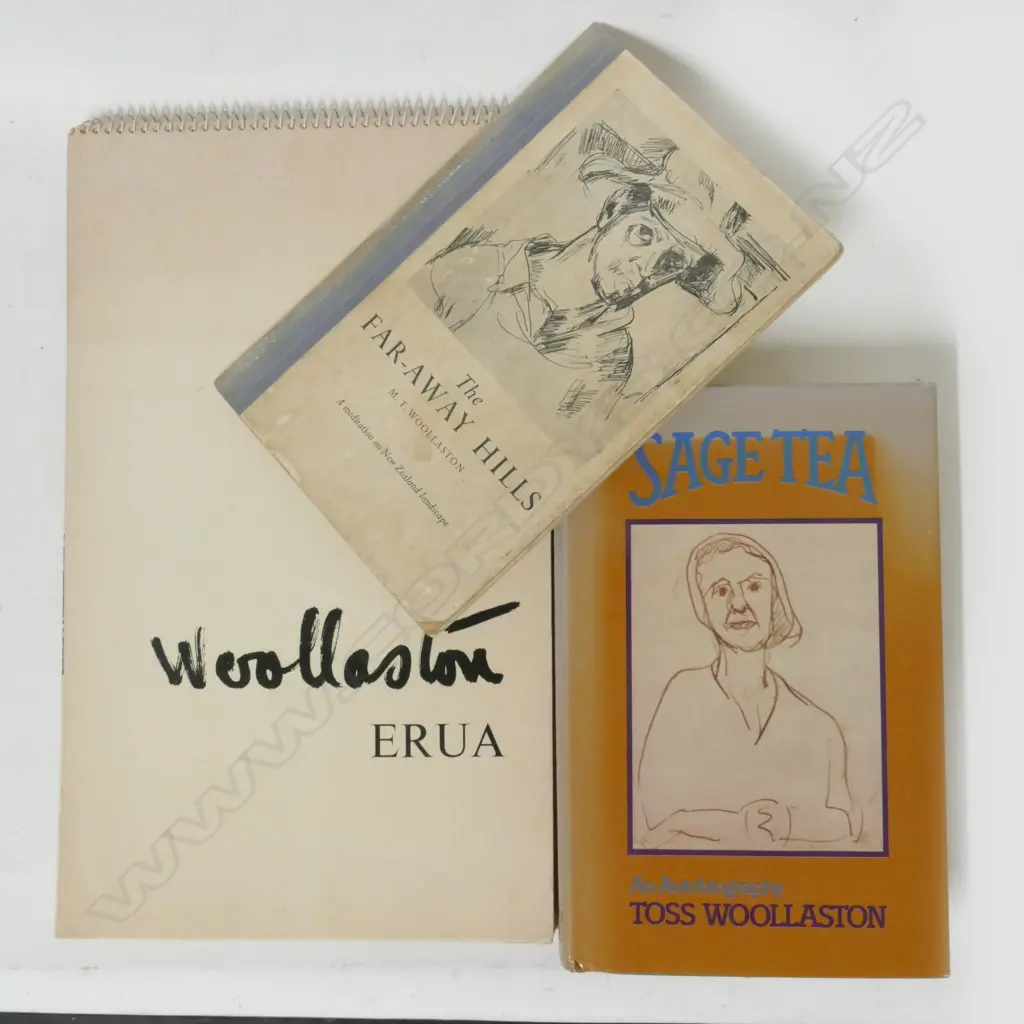 The
FAR-AWAY HILLS
M. T. WOOLLASTON
A meditation on New Zealand landscape
SAGE TEA
An Autobiography
TOSS WOOLLASTON
Woollaston
ERUA